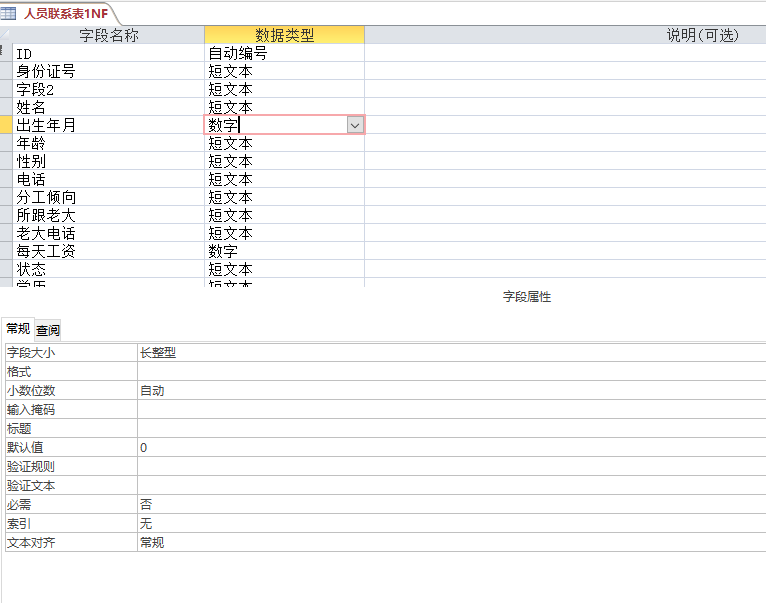 人员联系表1NF
字段名称 数据类型 说明(可选)
ID 自动编号
身份证号 短文本
字段2 短文本
姓名 短文本
出生年月 数字
年龄 短文本
性别 短文本
电话 短文本
分工倾向 短文本
所跟老大 短文本
老大电话 短文本
每天工资 数字
状态 短文本
学历 短文本
字段属性
常规 查阅
字段大小 长整型
格式
小数位数 自动
输入掩码
标题
默认值 0
验证规则
验证文本
必需 否
索引 无
文本对齐 常规